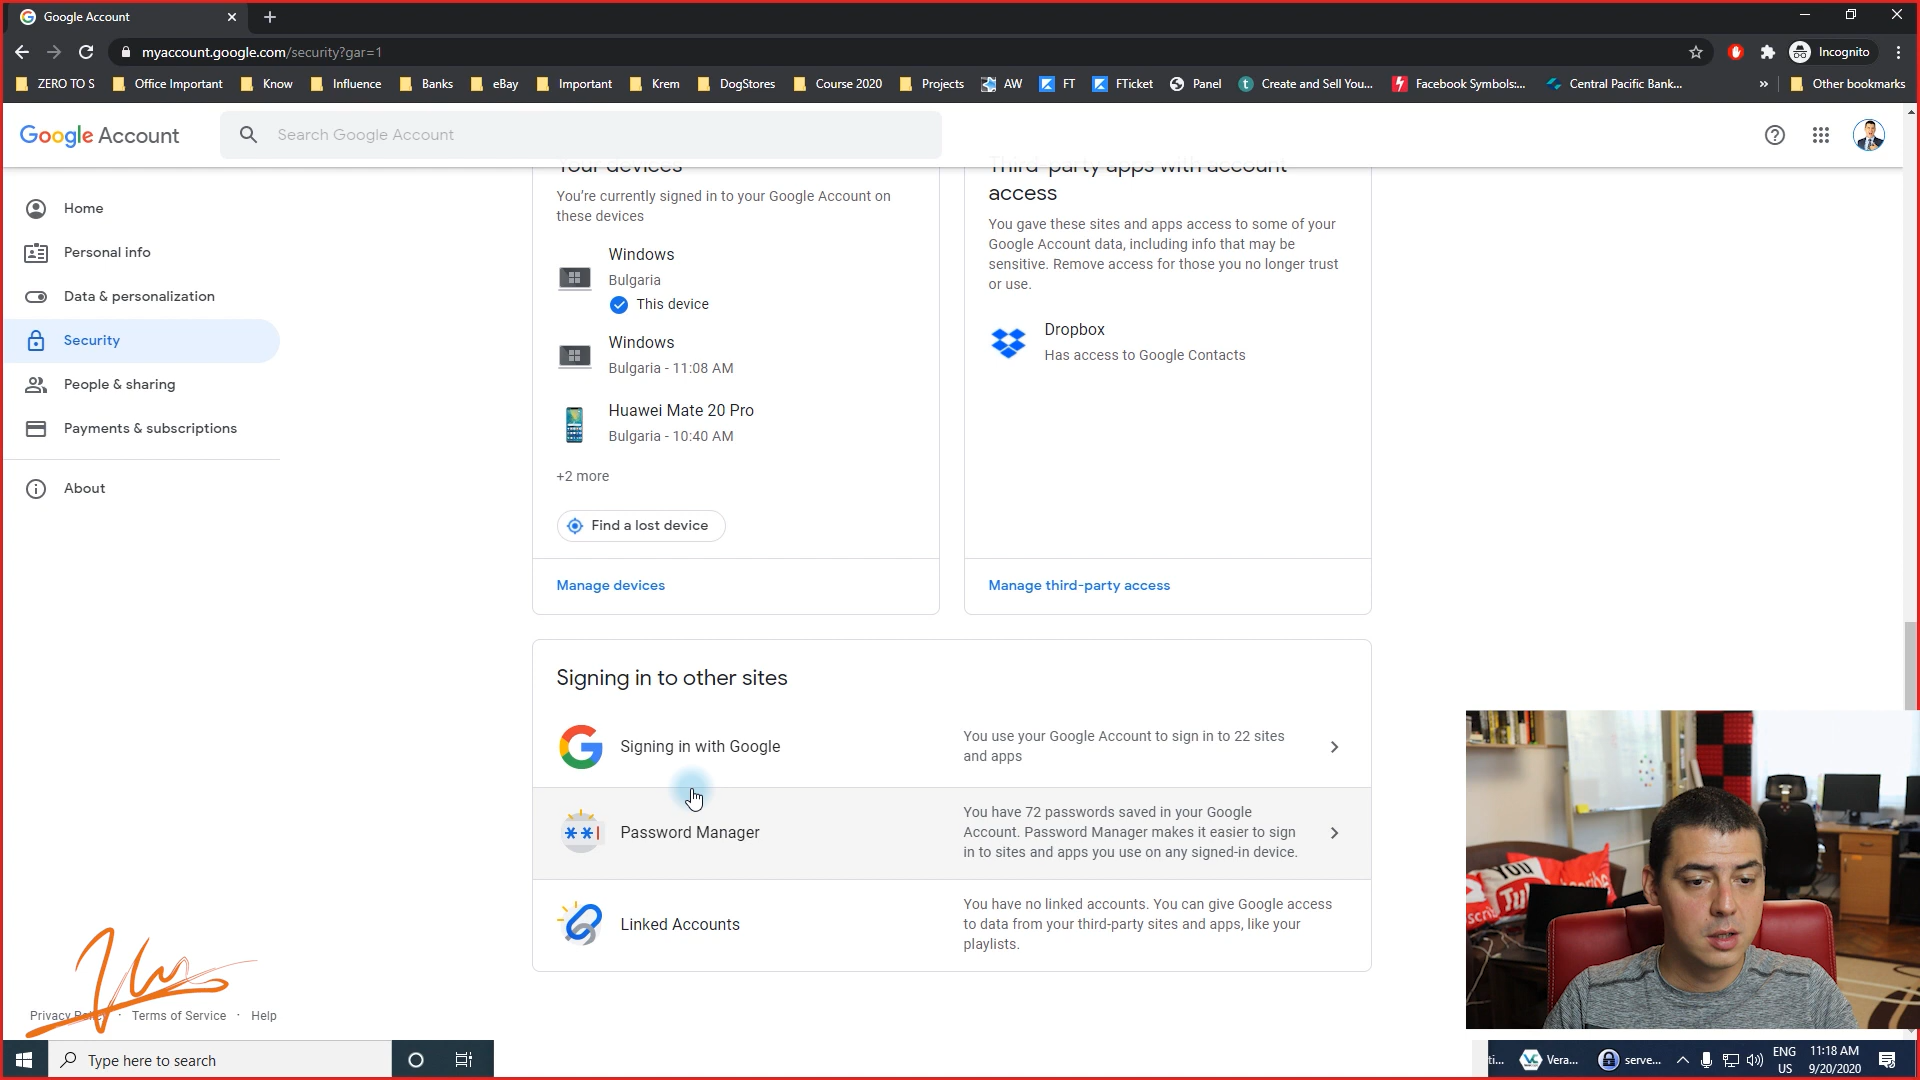 Google Account
myaccount.google.com/security?gar=1
Incognito
ZERO TO S
Office Important
Know
Influence
Banks
eBay
Important
Krem
DogStores
Course 2020
Projects
AW
FT
FTicket
Panel
Create and Sell You...
Facebook Symbols:...
Central Pacific Bank...
»
Other bookmarks
Google Account
Search Google Account
Home
Personal info
Data & personalization
Security
People & sharing
Payments & subscriptions
About
Your devices
You're currently signed in to your Google Account on
these devices
Windows
Bulgaria
This device
Windows
Bulgaria - 11:08 AM
Huawei Mate 20 Pro
Bulgaria - 10:40 AM
+2 more
Find a lost device
Manage devices
Third-party apps with account
access
You gave these sites and apps access to some of your
Google Account data, including info that may be
sensitive. Remove access for those you no longer trust
or use.
Dropbox
Has access to Google Contacts
Manage third-party access
Signing in to other sites
Signing in with Google
You use your Google Account to sign in to 22 sites
and apps
Password Manager
You have 72 passwords saved in your Google
Account. Password Manager makes it easier to sign
in to sites and apps you use on any signed-in device.
Linked Accounts
You have no linked accounts. You can give Google access
to data from your third-party sites and apps, like your
playlists.
Privacy Policy · Terms of Service · Help
Type here to search
ti...
Vera...
serve...
ENG
US
11:18 AM
9/20/2020
YOU